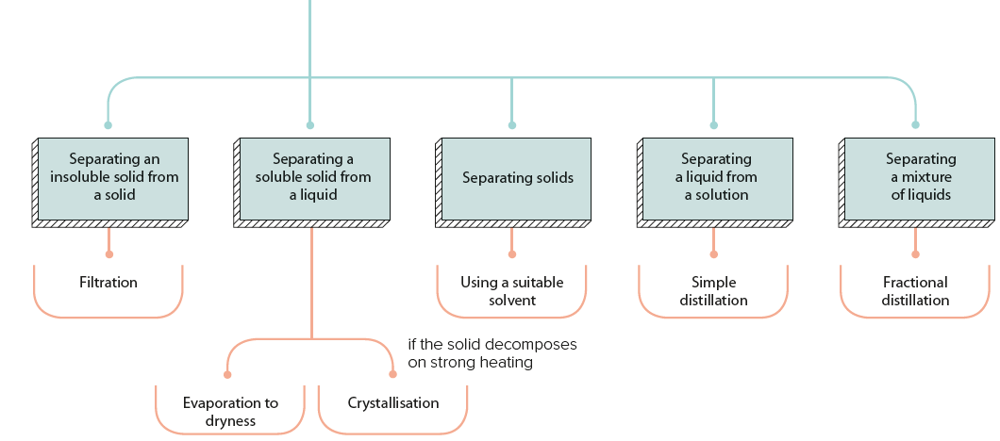 Separating an
insoluble solid from
a solid
Separating a
soluble solid from
a liquid
Separating solids
Separating
a liquid from
a solution
Separating
a mixture
of liquids
Filtration
Using a suitable
solvent
Simple
distillation
Fractional
distillation
if the solid decomposes
on strong heating
Evaporation to
dryness
Crystallisation